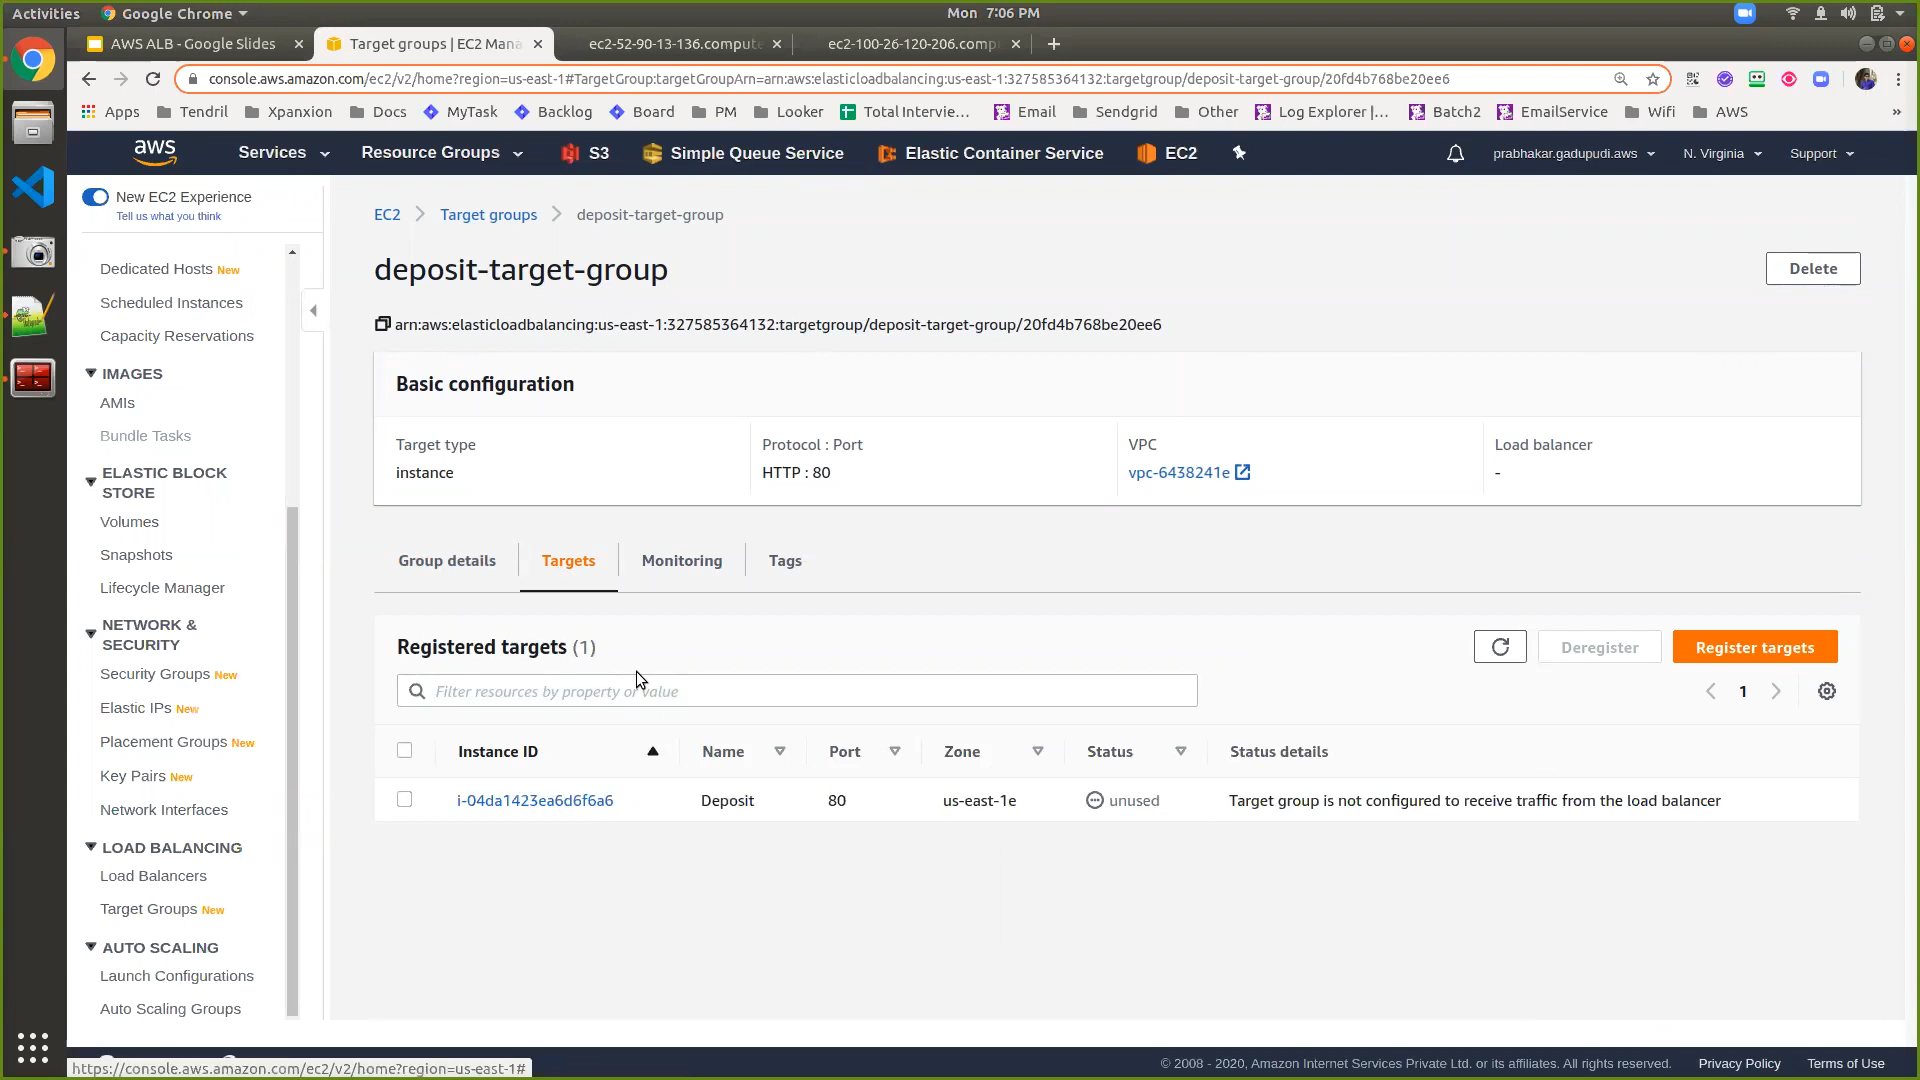 Activities
Google Chrome
Mon 7:06 PM
AWS ALB - Google Slides
Target groups | EC2 Mana
ec2-52-90-13-136.compute
ec2-100-26-120-206.comp
console.aws.amazon.com/ec2/v2/home?region=us-east-1#TargetGroup:targetGroupArn=arn:aws:elasticloadbalancing:us-east-1:327585364132:targetgroup/deposit-target-group/20fd4b768be20ee6
Apps
Tendril
Xpanxion
Docs
MyTask
Backlog
Board
PM
Looker
Total Intervie...
Email
Sendgrid
Other
Log Explorer |...
Batch2
EmailService
Wifi
AWS
»
aws
Services
Resource Groups
S3
Simple Queue Service
Elastic Container Service
EC2
prabhakar.gadupudi.aws
N. Virginia
Support
New EC2 Experience
Tell us what you think
Dedicated Hosts New
Scheduled Instances
Capacity Reservations
IMAGES
AMIs
Bundle Tasks
ELASTIC BLOCK
STORE
Volumes
Snapshots
Lifecycle Manager
NETWORK &
SECURITY
Security Groups New
Elastic IPs New
Placement Groups New
Key Pairs New
Network Interfaces
LOAD BALANCING
Load Balancers
Target Groups New
AUTO SCALING
Launch Configurations
Auto Scaling Groups
EC2 > Target groups > deposit-target-group
deposit-target-group
Delete
arn:aws:elasticloadbalancing:us-east-1:327585364132:targetgroup/deposit-target-group/20fd4b768be20ee6
Basic configuration
Target type
instance
Protocol : Port
HTTP : 80
VPC
vpc-6438241e
Load balancer
-
Group details
Targets
Monitoring
Tags
Registered targets (1)
Deregister
Register targets
Filter resources by property or value
1
Instance ID
Name
Port
Zone
Status
Status details
i-04da1423ea6d6f6a6
Deposit
80
us-east-1e
unused
Target group is not configured to receive traffic from the load balancer
https://console.aws.amazon.com/ec2/v2/home?region=us-east-1#
© 2008 - 2020, Amazon Internet Services Private Ltd. or its affiliates. All rights reserved.
Privacy Policy
Terms of Use